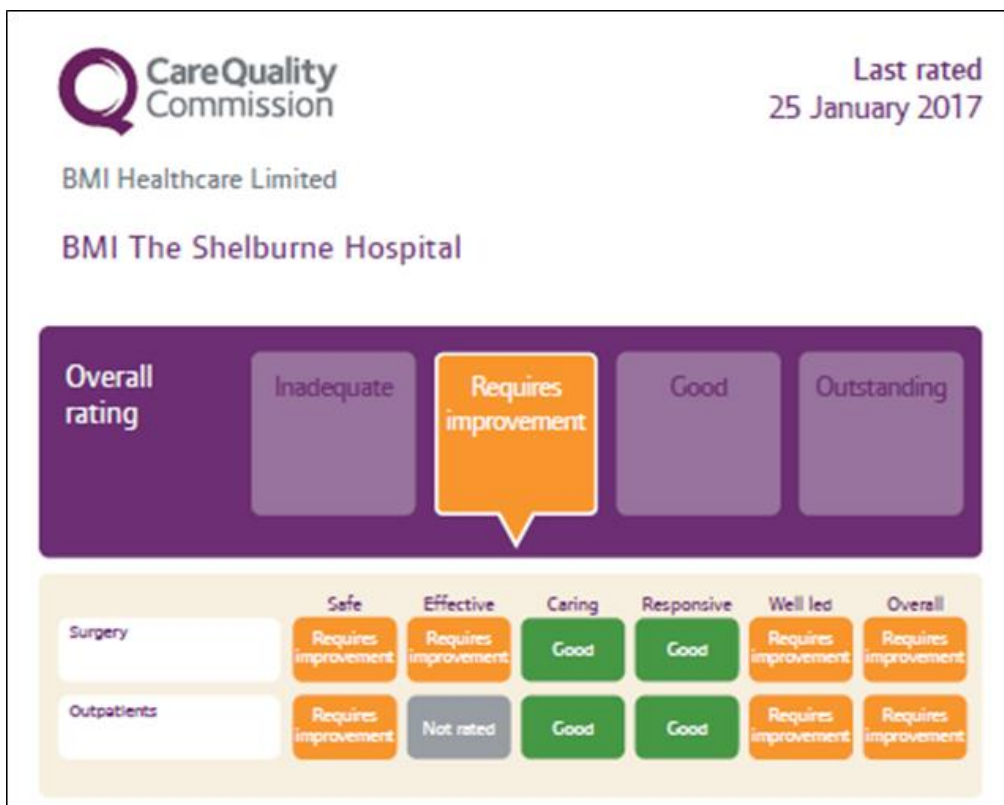 CareQuality
Commission
Last rated
25 January 2017
BMI Healthcare Limited
BMI The Shelburne Hospital
Overall
rating
Inadequate
Requires
improvement
Good
Outstanding
Safe Effective Caring Responsive Well led Overall
Surgery
Requires
improvement
Requires
improvement
Good
Good
Requires
improvement
Requires
improvement
Outpatients
Requires
improvement
Not rated
Good
Good
Requires
improvement
Requires
improvement